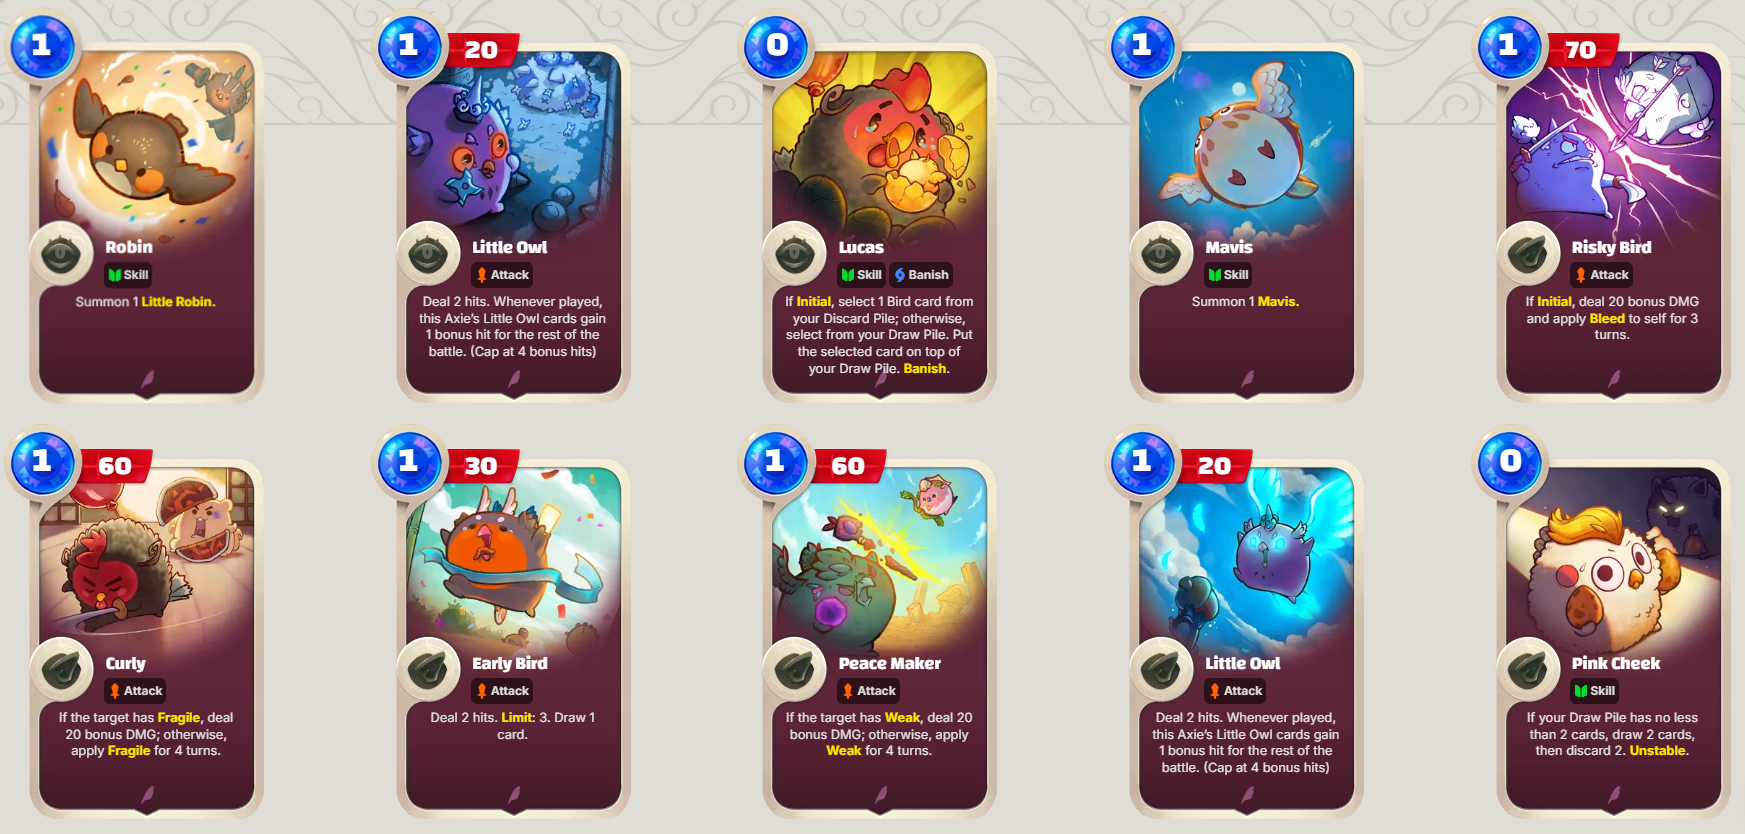 1
Robin
Skill
Summon 1 Little Robin.
1
20
Little Owl
Attack
Deal 2 hits. Whenever played,
this Axie's Little Owl cards gain
1 bonus hit for the rest of the
battle. (Cap at 4 bonus hits)
0
Lucas
Skill
Banish
If Initial, select 1 Bird card from
your Discard Pile; otherwise,
select from your Draw Pile. Put
the selected card on top of
your Draw Pile. Banish.
1
Mavis
Skill
Summon 1 Mavis.
1
70
Risky Bird
Attack
If Initial, deal 20 bonus DMG
and apply Bleed to self for 3
turns.
1
60
Curly
Attack
If the target has Fragile, deal
20 bonus DMG; otherwise,
apply Fragile for 4 turns.
1
30
Early Bird
Attack
Deal 2 hits. Limit: 3. Draw 1
card.
1
60
Peace Maker
Attack
If the target has Weak, deal 20
bonus DMG; otherwise, apply
Weak for 4 turns.
1
20
Little Owl
Attack
Deal 2 hits. Whenever played,
this Axie's Little Owl cards gain
1 bonus hit for the rest of the
battle. (Cap at 4 bonus hits)
0
Pink Cheek
Skill
If your Draw Pile has no less
than 2 cards, draw 2 cards,
then discard 2. Unstable.